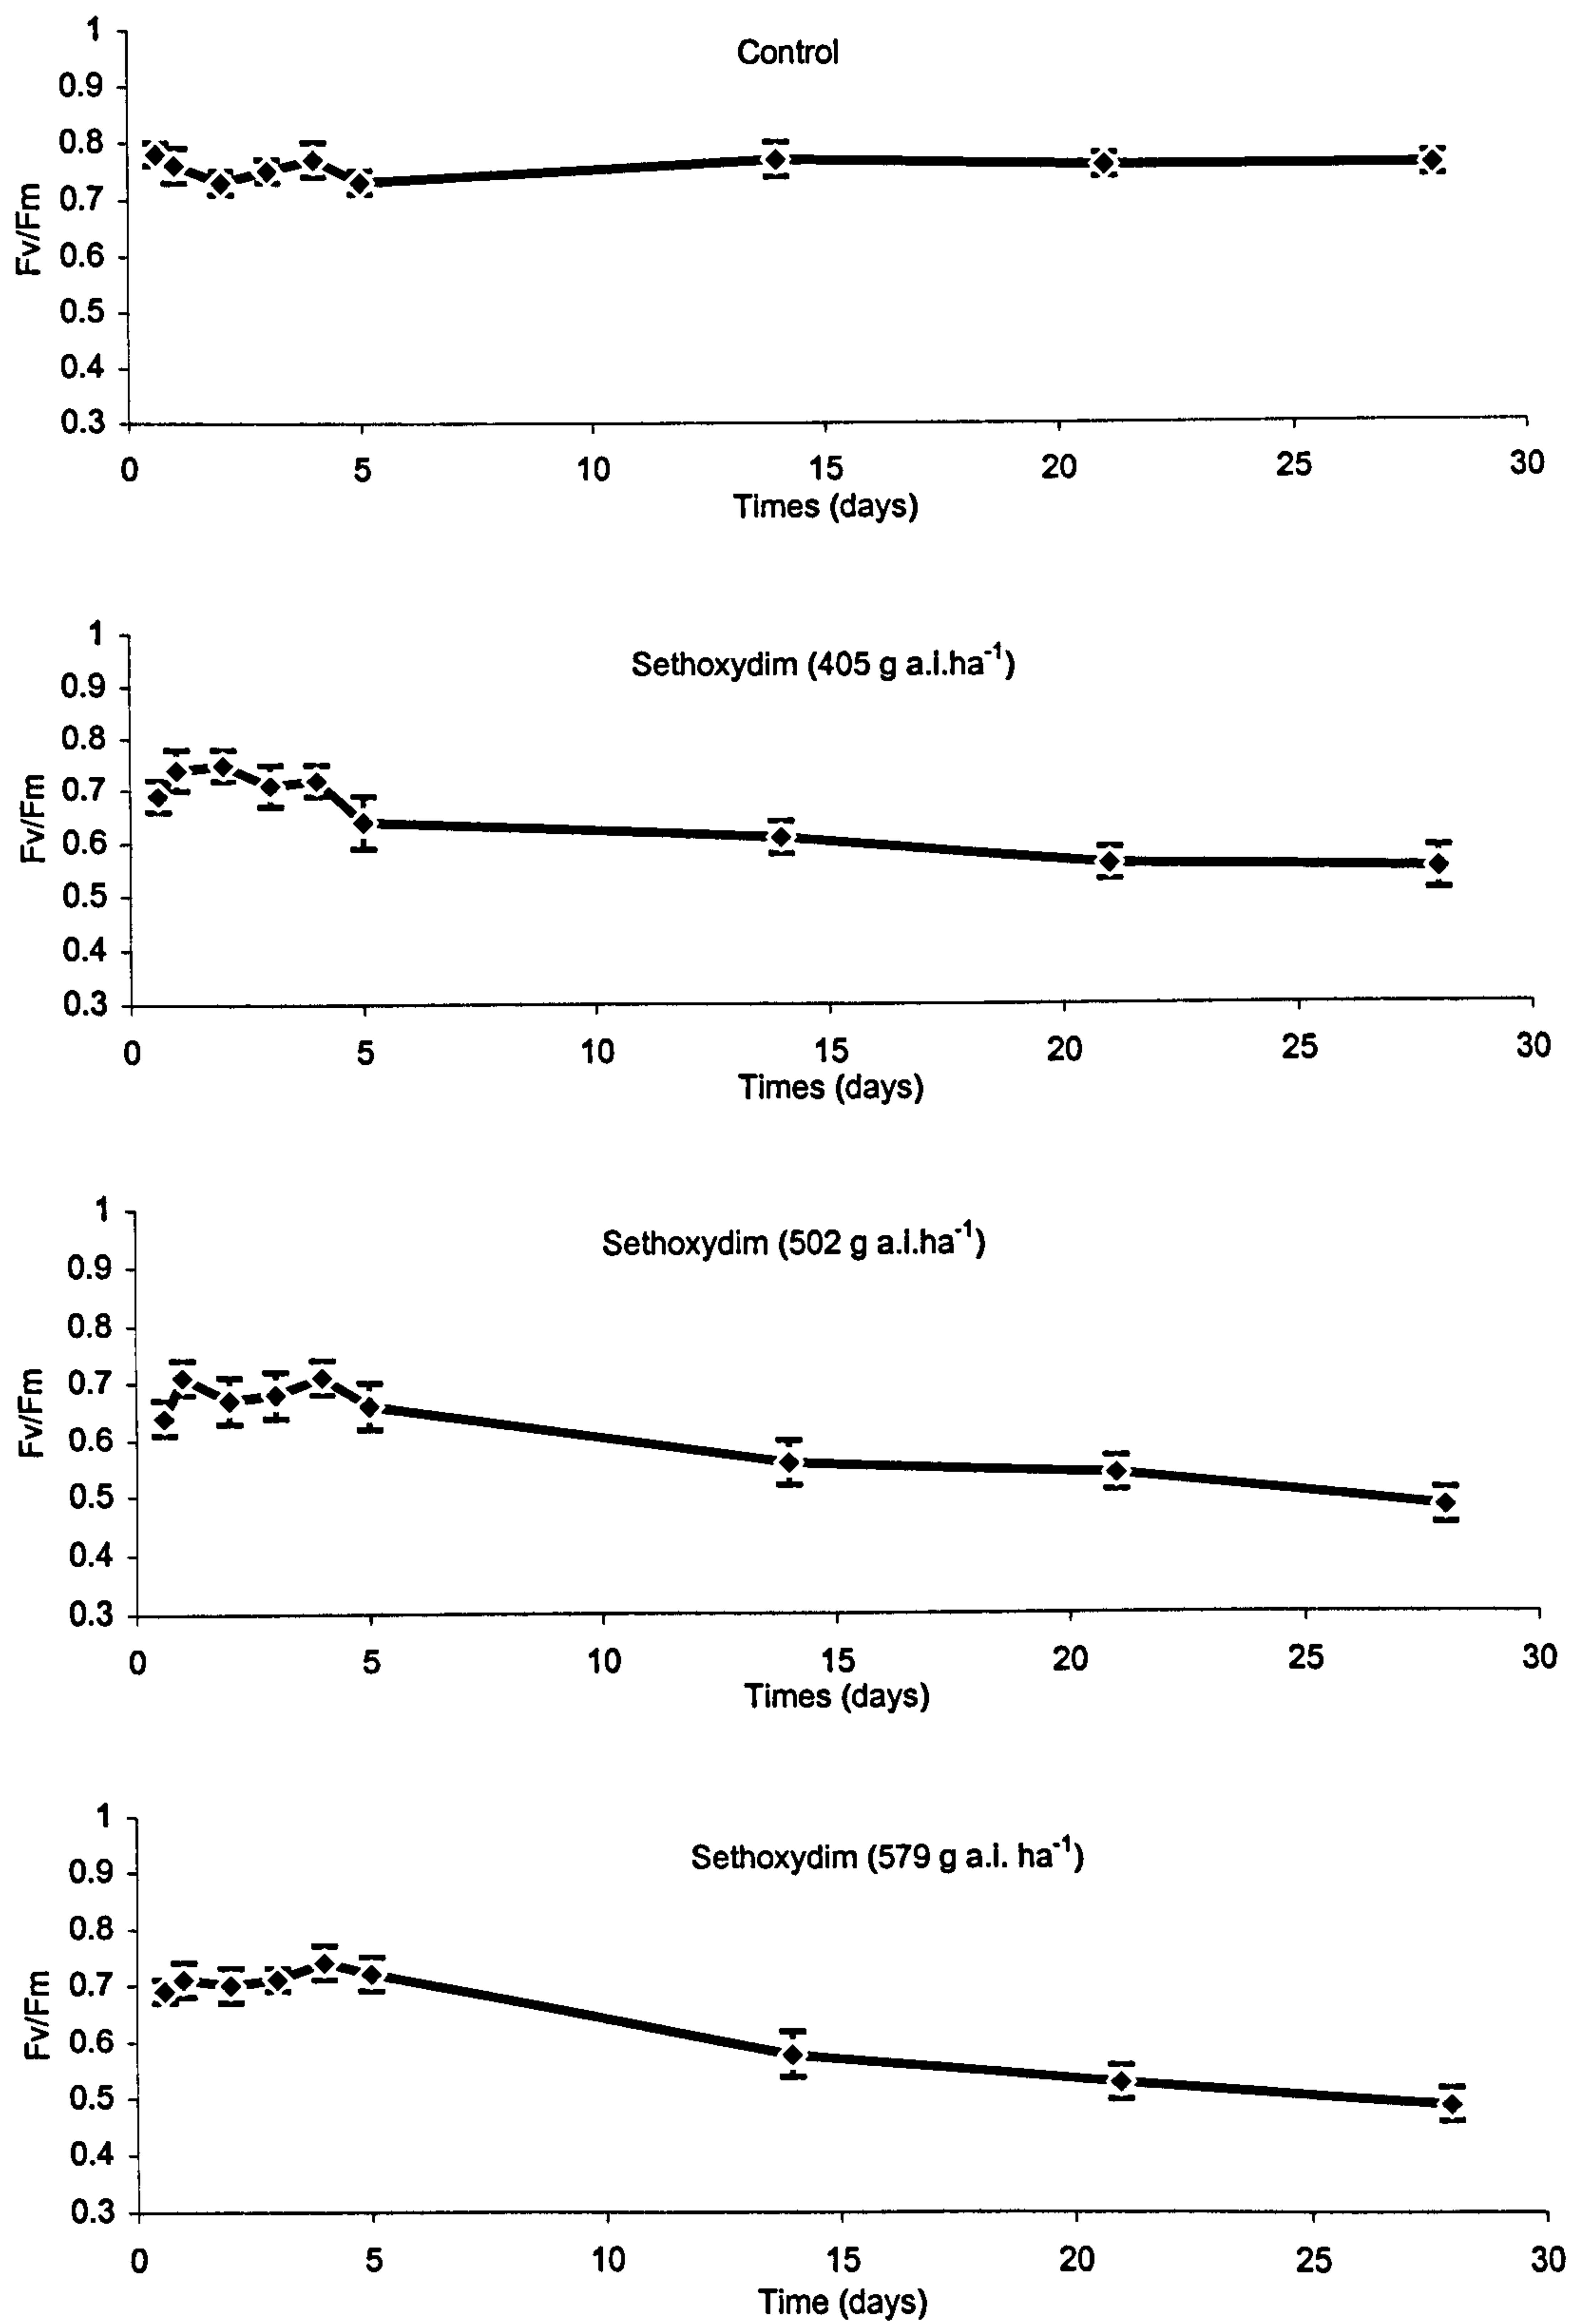 Control
1
0.9
0.8
0.7
0.6
0.5
0.4
0.3
Fv/Fm
0 5 10 15 20 25 30
Times (days)
Sethoxydim (405 g a.i.ha⁻¹)
1
0.9
0.8
0.7
0.6
0.5
0.4
0.3
Fv/Fm
0 5 10 15 20 25 30
Times (days)
Sethoxydim (502 g a.i.ha⁻¹)
1
0.9
0.8
0.7
0.6
0.5
0.4
0.3
Fv/Fm
0 5 10 15 20 25 30
Times (days)
Sethoxydim (579 g a.i. ha⁻¹)
1
0.9
0.8
0.7
0.6
0.5
0.4
0.3
Fv/Fm
0 5 10 15 20 25 30
Time (days)